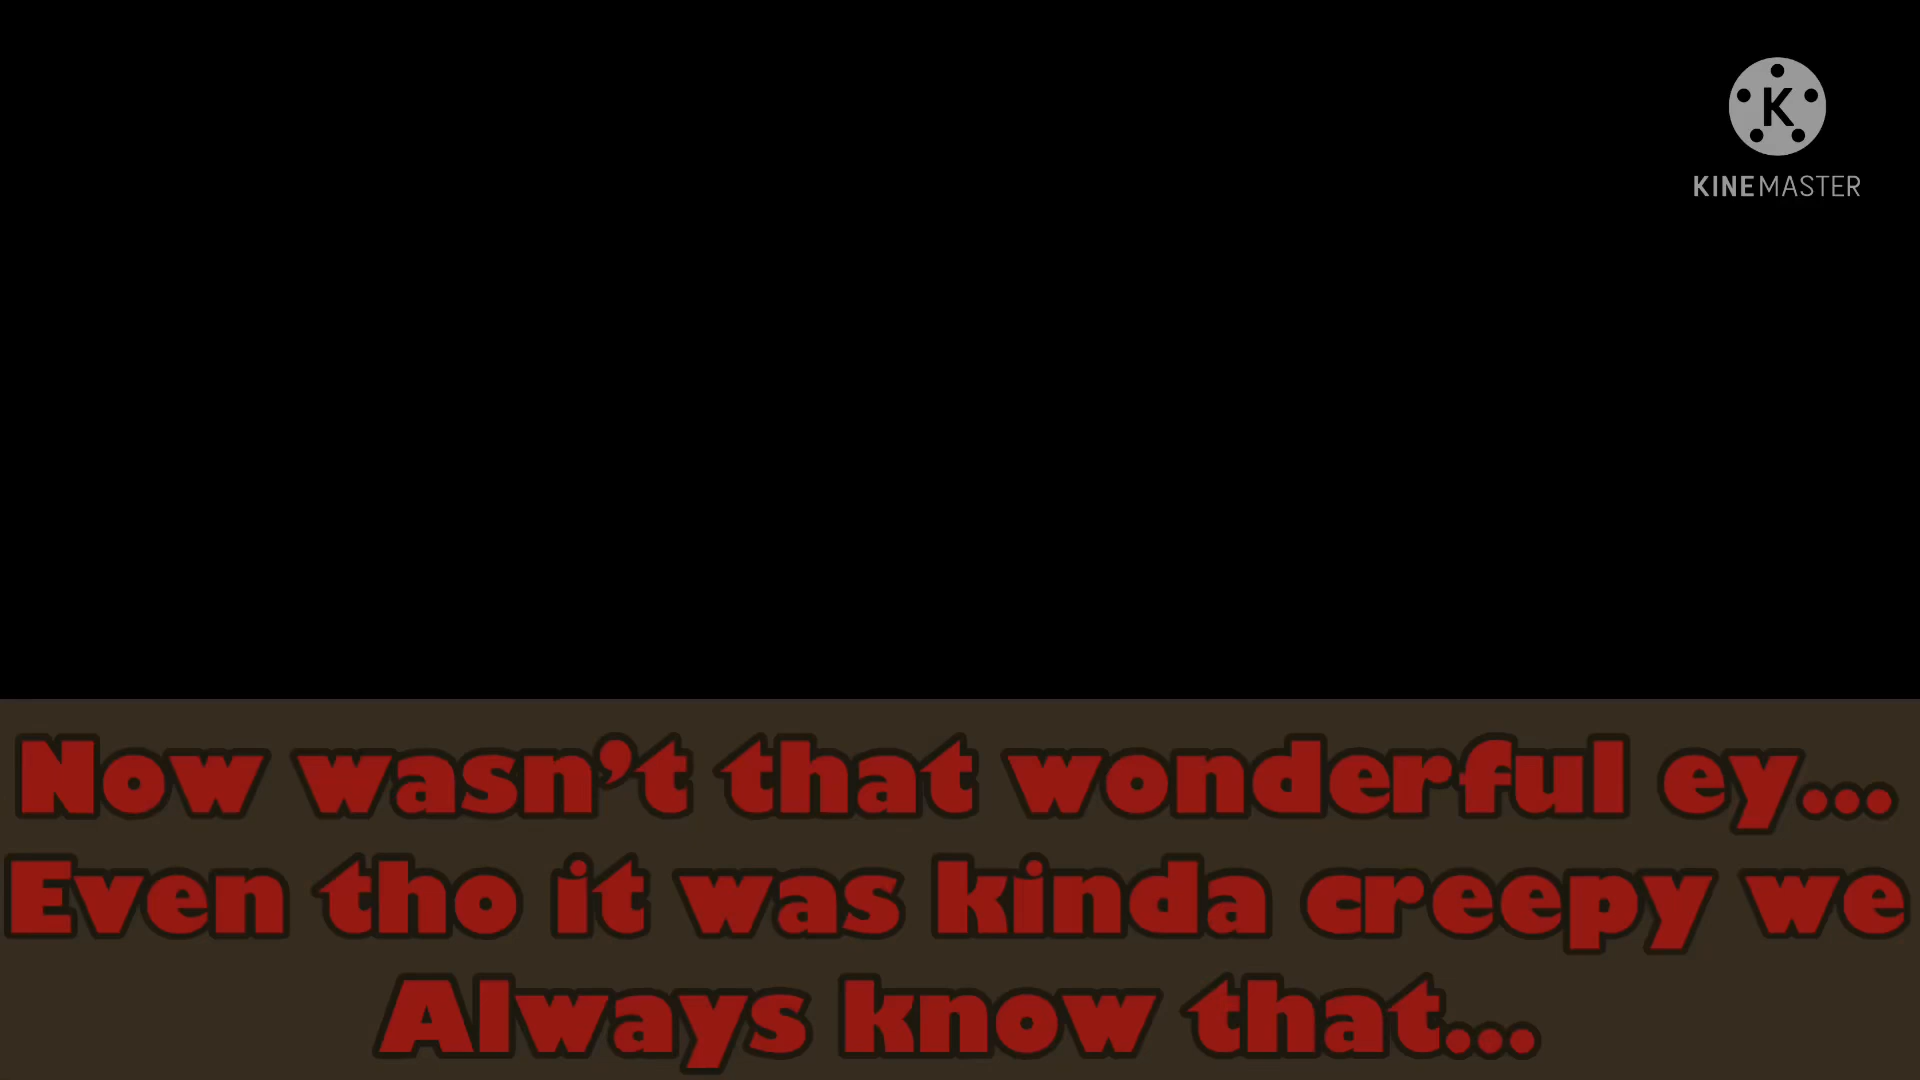 K
KINEMASTER
Now wasn't that wonderful ey...
Even tho it was kinda creepy we
Always know that...